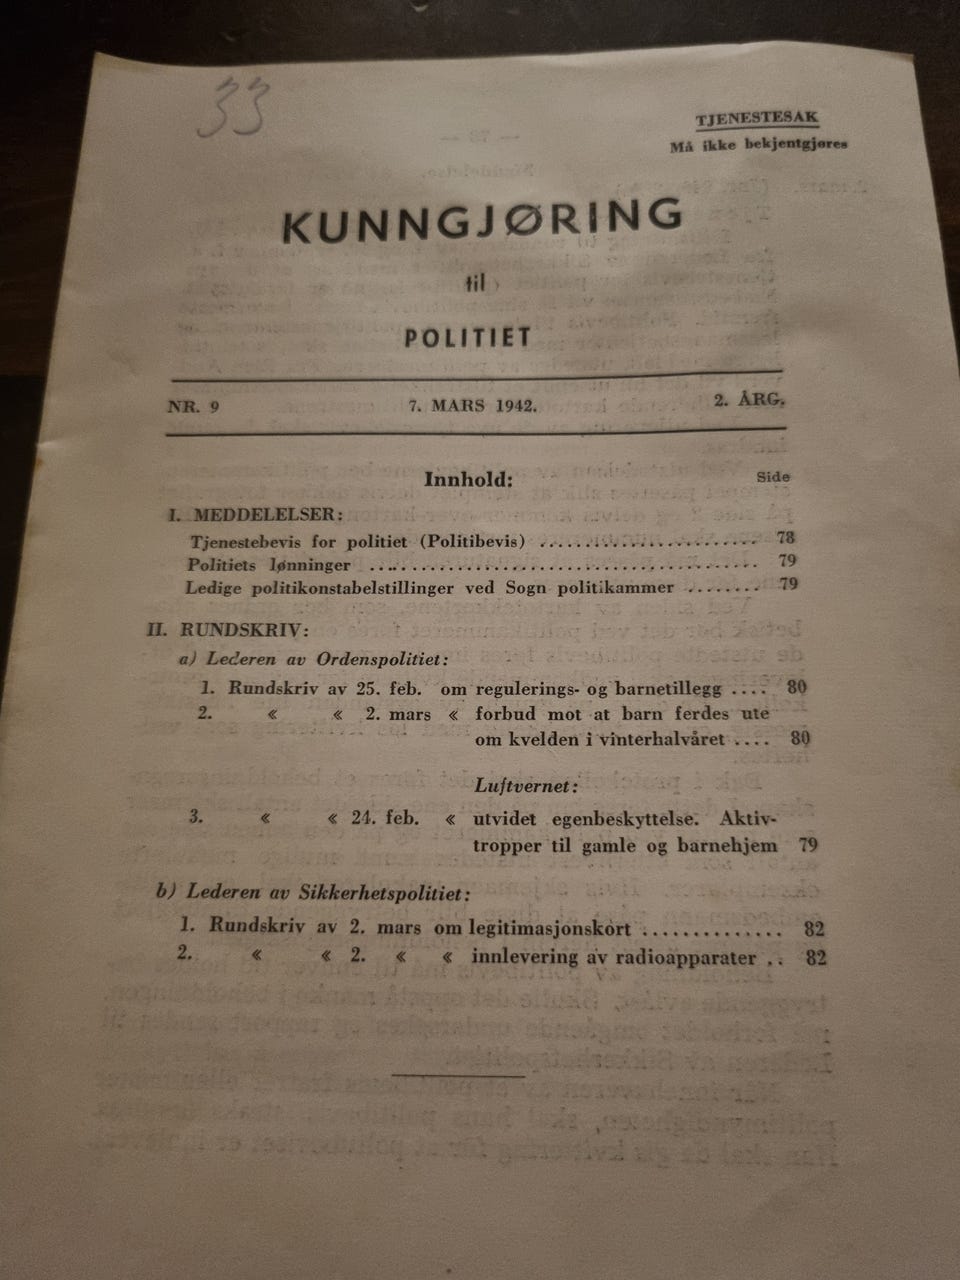 33
TJENESTESAK
Må ikke bekjentgjøres
KUNNGJØRING
til
POLITIET
NR. 9 7. MARS 1942. 2. ÅRG.
Innhold: Side
I. MEDDELELSER:
Tjenestebevis for politiet (Politibevis) ........................ 78
Politiets lønninger ........................................ 79
Ledige politikonstabelstillinger ved Sogn politikammer ........ 79
II. RUNDSKRIV:
a) Lederen av Ordenspolitiet:
1. Rundskriv av 25. feb. om regulerings- og barnetillegg .... 80
2. « « 2. mars « forbud mot at barn ferdes ute
om kvelden i vinterhalvåret .... 80
Luftvernet:
3. « « 24. feb. « utvidet egenbeskyttelse. Aktiv-
tropper til gamle og barnehjem 79
b) Lederen av Sikkerhetspolitiet:
1. Rundskriv av 2. mars om legitimasjonskort .............. 82
2. « « 2. « « innlevering av radioapparater .. 82